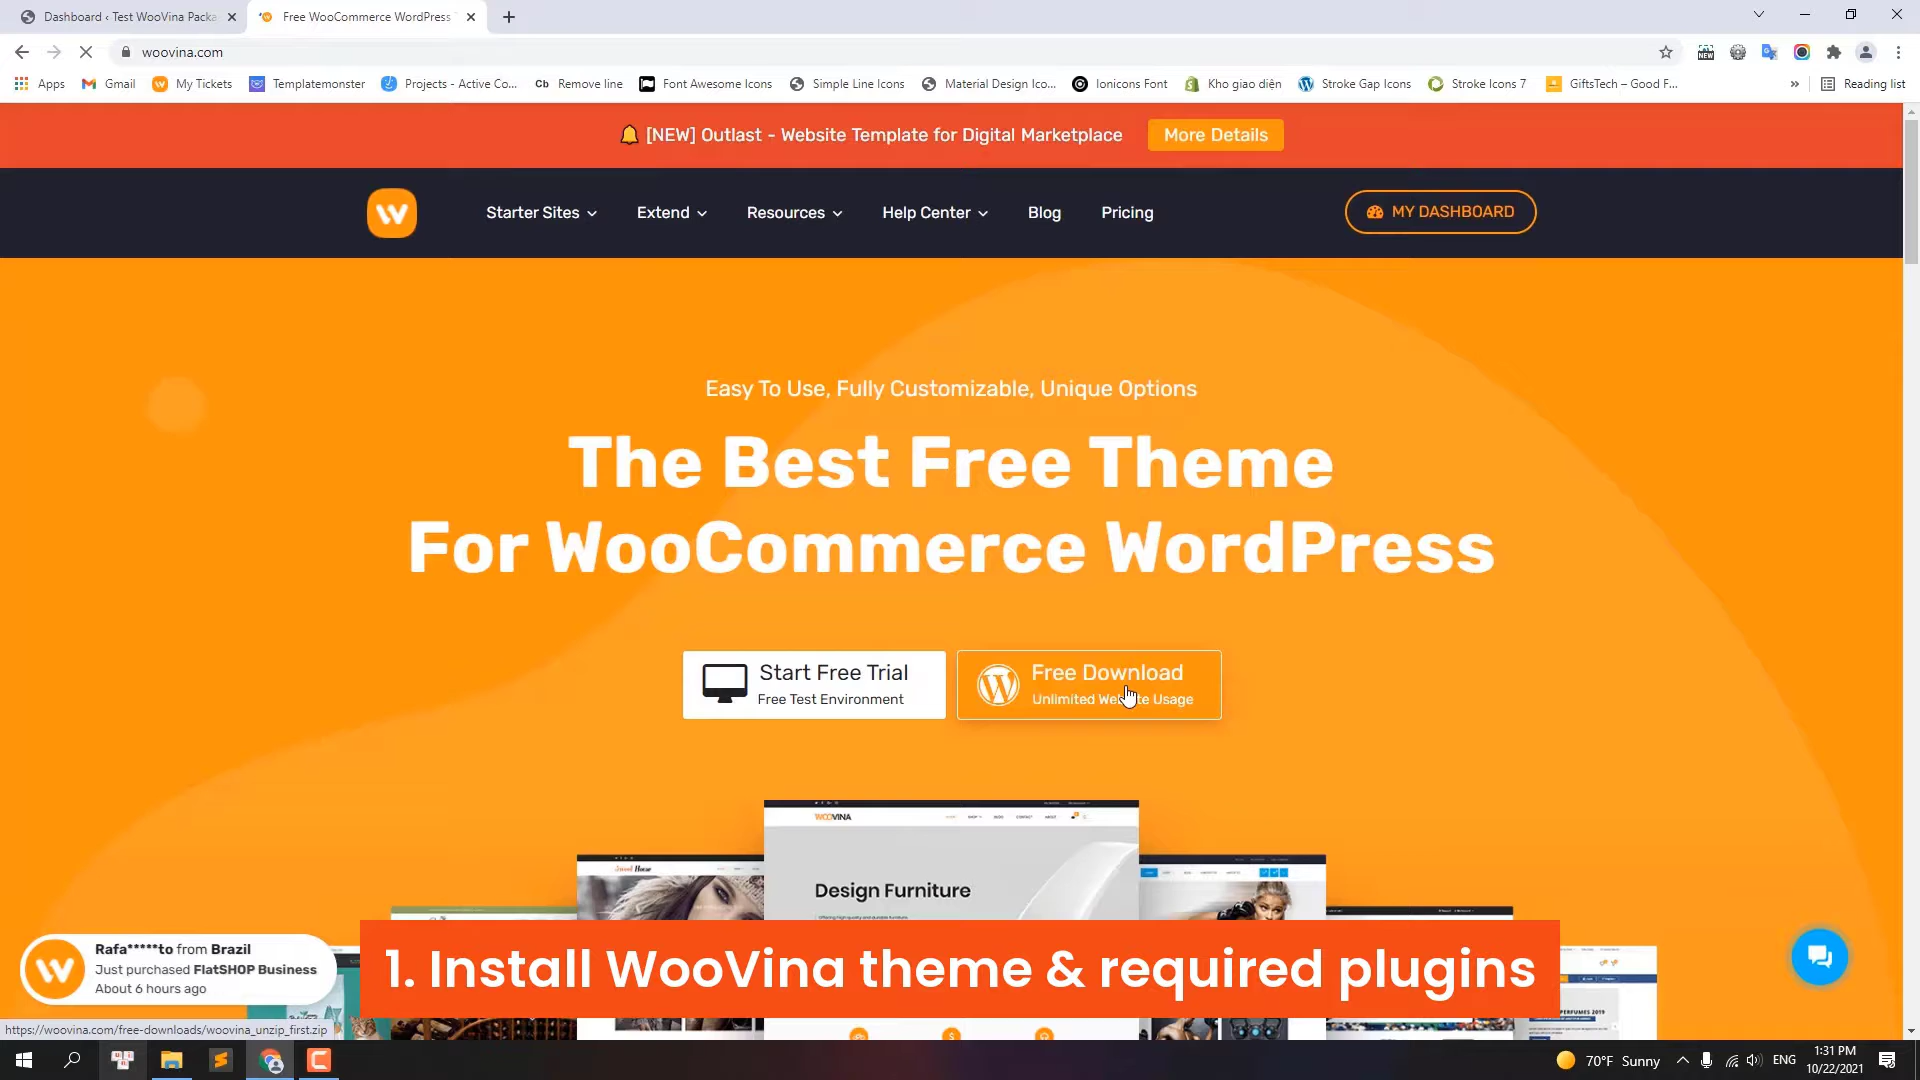 Dashboard ‹ Test WooVina Packa
Free WooCommerce WordPress
woovina.com
Apps
Gmail
My Tickets
Templatemonster
Projects - Active Co...
Cb Remove line
Font Awesome Icons
Simple Line Icons
Material Design Ico...
Ionicons Font
Kho giao diện
Stroke Gap Icons
Stroke Icons 7
GiftsTech – Good F...
»
Reading list
[NEW] Outlast - Website Template for Digital Marketplace
More Details
Starter Sites
Extend
Resources
Help Center
Blog
Pricing
MY DASHBOARD
Easy To Use, Fully Customizable, Unique Options
The Best Free Theme
For WooCommerce WordPress
Start Free Trial
Free Test Environment
Free Download
Unlimited Website Usage
WOOVINA
Design Furniture
1. Install WooVina theme & required plugins
Rafa*****to from Brazil
Just purchased FlatSHOP Business
About 6 hours ago
https://woovina.com/free-downloads/woovina_unzip_first.zip
70°F Sunny
ENG
1:31 PM
10/22/2021